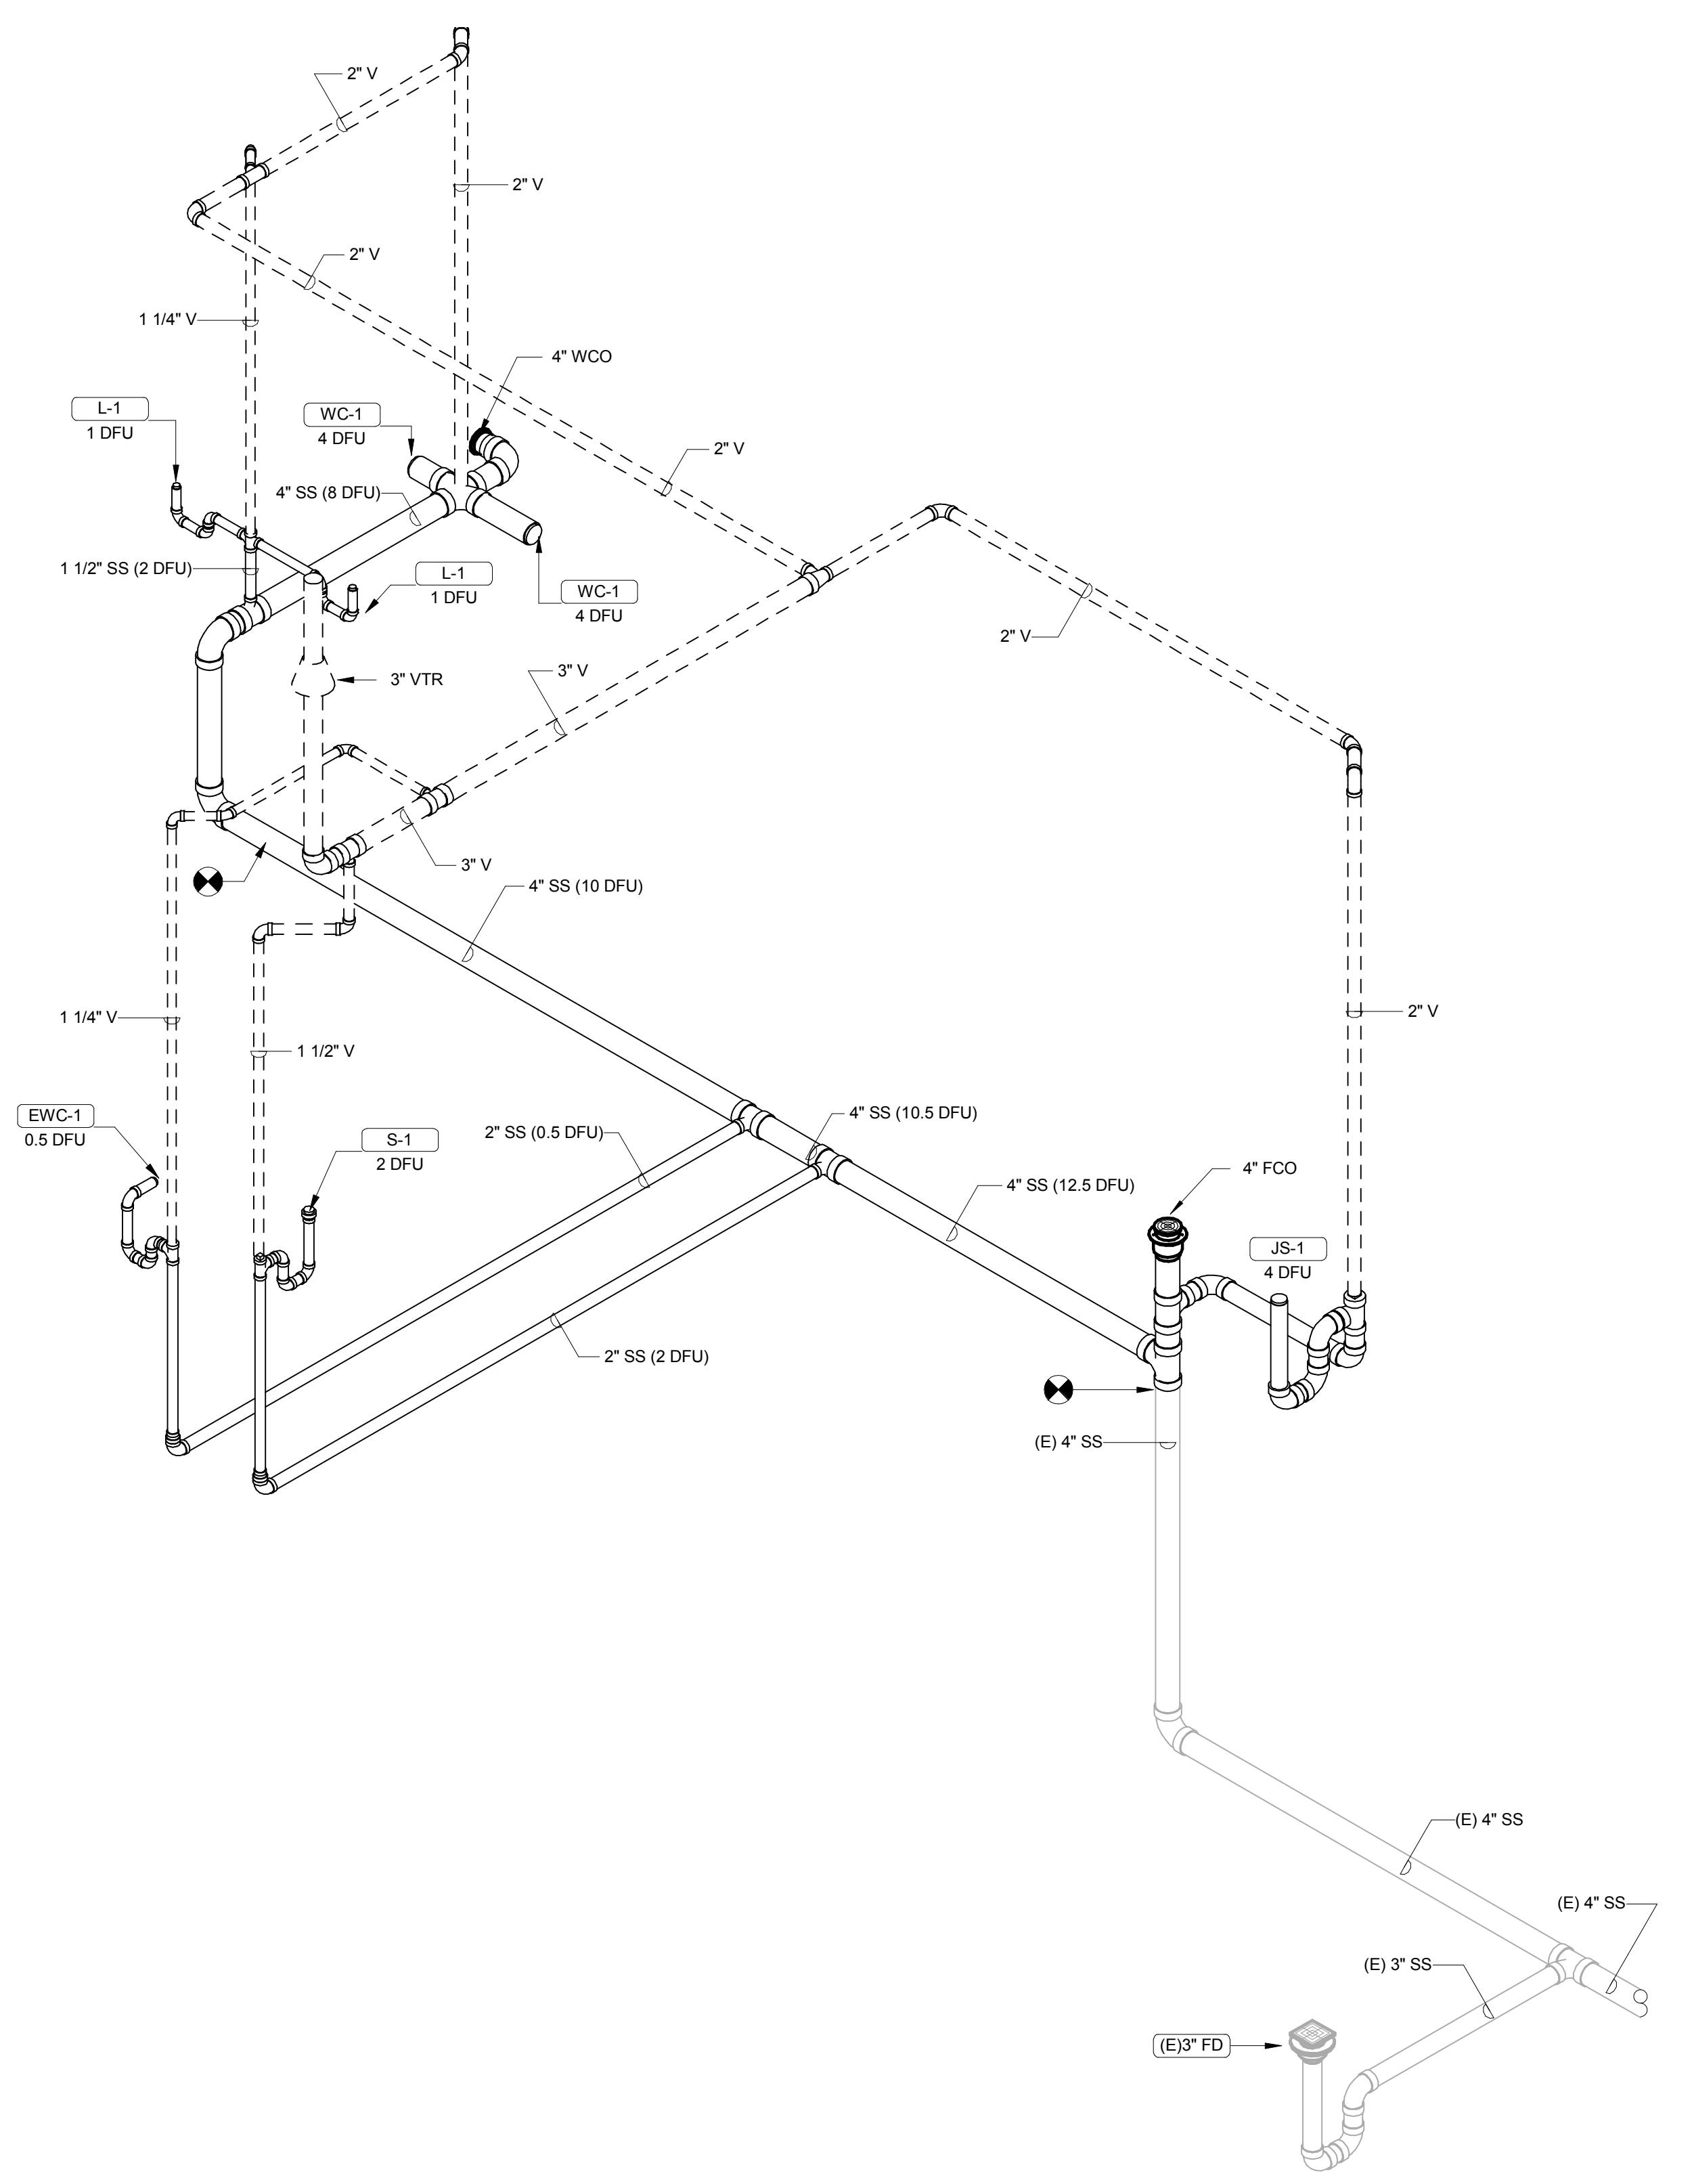 2" V
2" V
2" V
1 1/4" V
4" WCO
L-1
1 DFU
WC-1
4 DFU
2" V
4" SS (8 DFU)
1 1/2" SS (2 DFU)
L-1
1 DFU
WC-1
4 DFU
2" V
3" V
3" VTR
3" V
4" SS (10 DFU)
1 1/4" V
2" V
1 1/2" V
EWC-1
0.5 DFU
4" SS (10.5 DFU)
2" SS (0.5 DFU)
S-1
2 DFU
4" FCO
4" SS (12.5 DFU)
JS-1
4 DFU
2" SS (2 DFU)
(E) 4" SS
(E) 4" SS
(E) 4" SS
(E) 3" SS
(E)3" FD